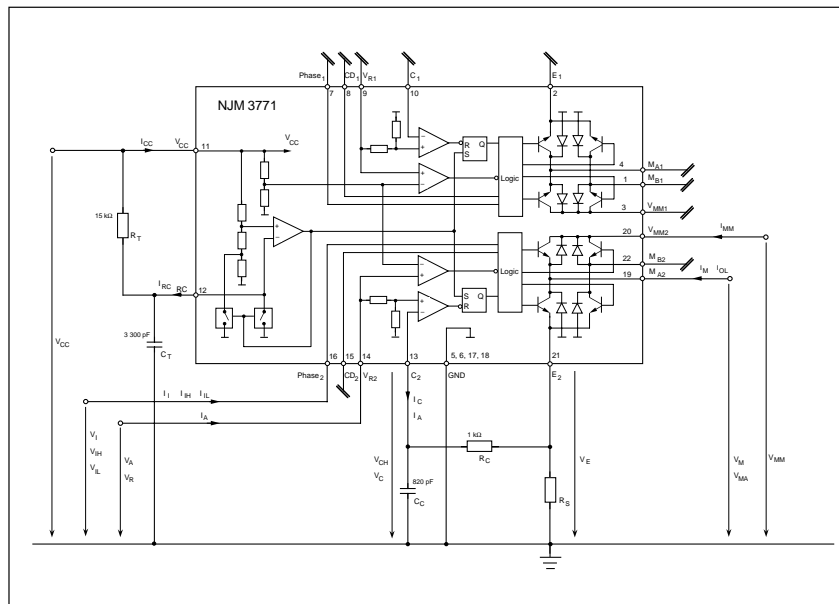 Phase1 CD1 VR1 C1 E1
7 8 9 10 2
NJM 3771
ICC VCC 11 VCC
R Q
S
+ −
Logic
4 MA1
1 MB1
3 VMM1
15 kΩ
RT
20 VMM2 IMM
22 MB2
19 MA2 IM IOL
IRC RC 12
S Q
R
Logic
3 300 pF
CT
VCC
16 15 14 13 5, 6, 17, 18 21
Phase2 CD2 VR2 C2 GND E2
II IIH IIL
IA
IC
IA
1 kΩ
RC
VI
VIH
VIL
VA
VR
VCH
VC
820 pF
CC
RS
VE
VM
VMA
VMM